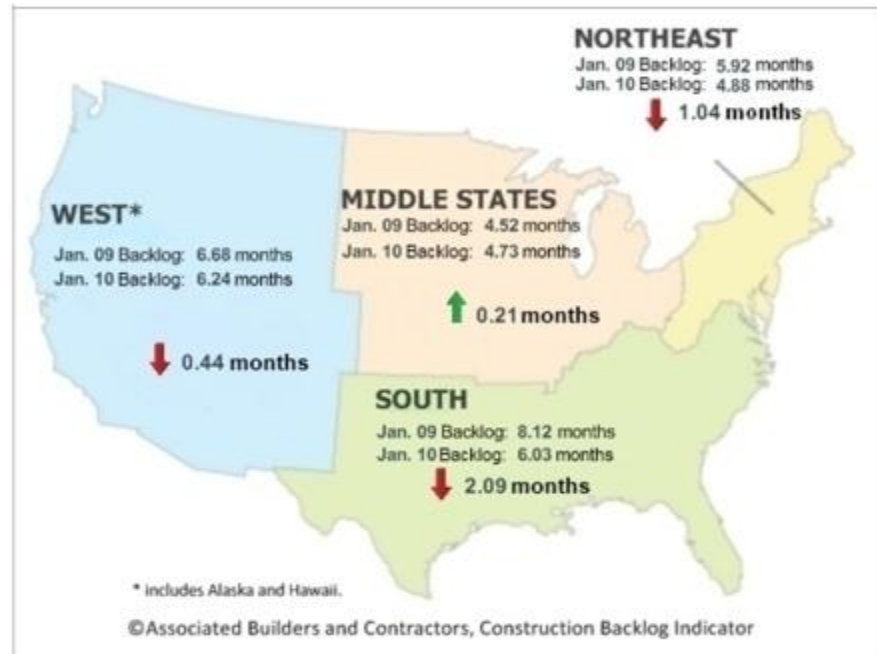 NORTHEAST
Jan. 09 Backlog: 5.92 months
Jan. 10 Backlog: 4.88 months
1.04 months
WEST*
Jan. 09 Backlog: 6.68 months
Jan. 10 Backlog: 6.24 months
0.44 months
MIDDLE STATES
Jan. 09 Backlog: 4.52 months
Jan. 10 Backlog: 4.73 months
0.21 months
SOUTH
Jan. 09 Backlog: 8.12 months
Jan. 10 Backlog: 6.03 months
2.09 months
* includes Alaska and Hawaii.
©Associated Builders and Contractors, Construction Backlog Indicator